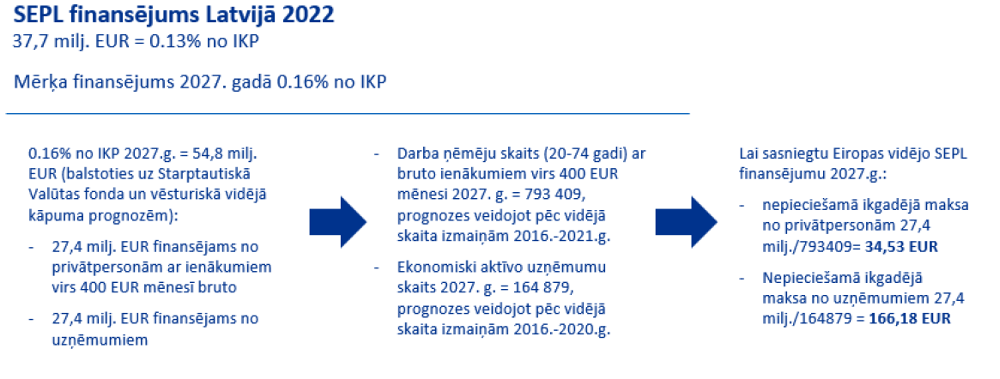 SEPL finansējums Latvijā 2022
37,7 milj. EUR = 0.13% no IKP
Mērķa finansējums 2027. gadā 0.16% no IKP
0.16% no IKP 2027.g. = 54,8 milj.
EUR (balstoties uz Starptautiskā
Valūtas fonda un vēsturiskā vidējā
kāpuma prognozēm):
- 27,4 milj. EUR finansējams no
privātpersonām ar ienākumiem
virs 400 EUR mēnesī bruto
- 27,4 milj. EUR finansējams no
uzņēmumiem
- Darba ņēmēju skaits (20-74 gadi) ar
bruto ienākumiem virs 400 EUR
mēnesi 2027. g. = 793 409,
prognozes veidojot pēc vidējā
skaita izmaiņām 2016.-2021.g.
- Ekonomiski aktīvo uzņēmumu
skaits 2027. g. = 164 879,
prognozes veidojot pēc vidējā
skaita izmaiņām 2016.-2020.g.
Lai sasniegtu Eiropas vidējo SEPL
finansējumu 2027.g.:
- nepieciešamā ikgadējā maksa
no privātpersonām 27,4
milj./793409= 34,53 EUR
- Nepieciešamā ikgadējā
maksa no uzņēmumiem 27,4
milj./164879 = 166,18 EUR